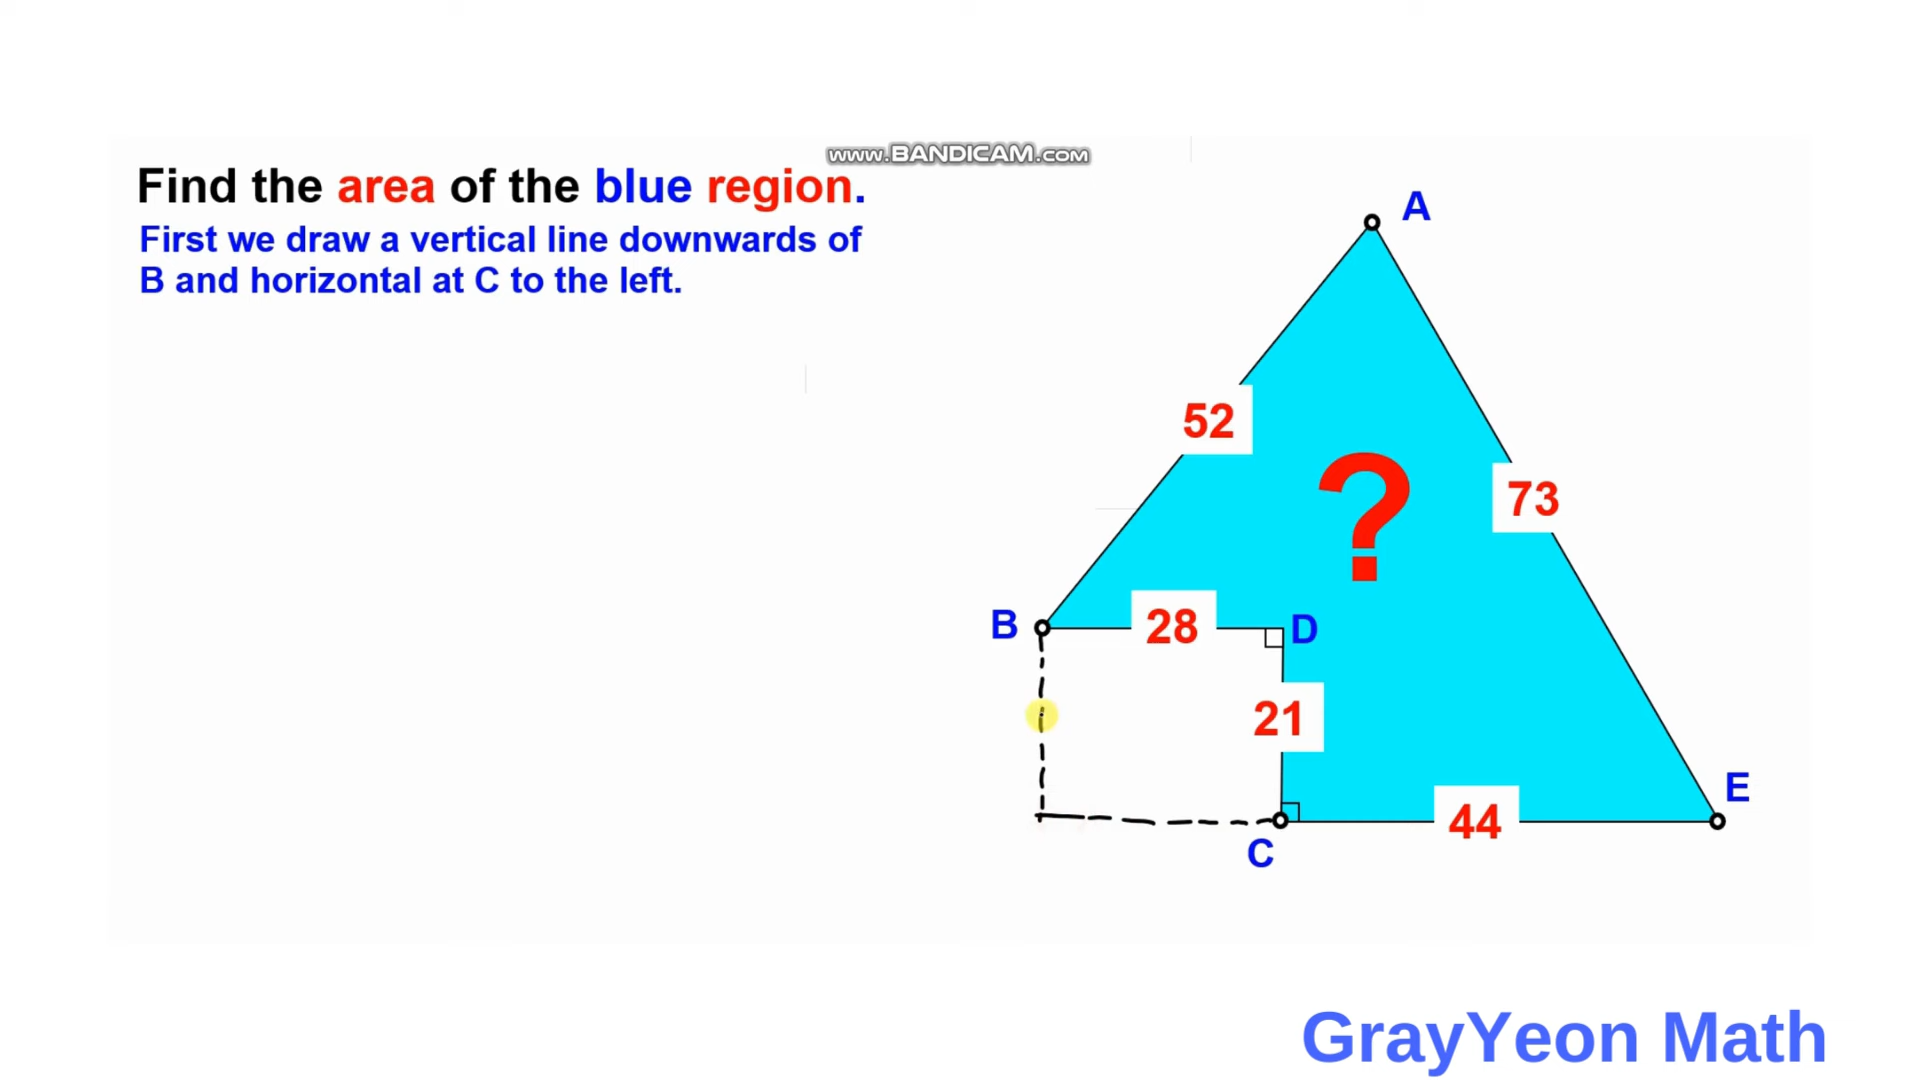 www.BANDICAM.com
Find the area of the blue region.
First we draw a vertical line downwards of
B and horizontal at C to the left.
A
52
?
73
B
28
D
21
E
44
C
GrayYeon Math